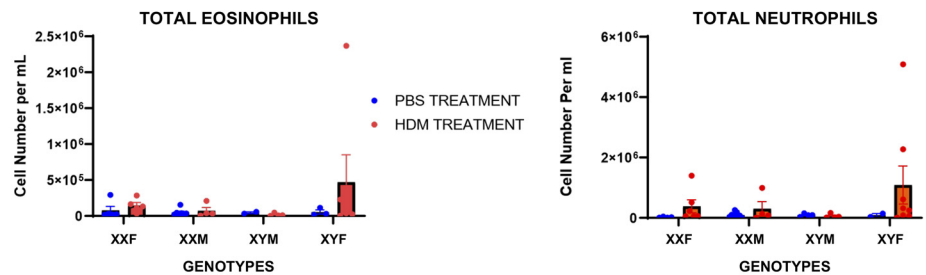 TOTAL EOSINOPHILS
Cell Number per mL
2.5×10⁶
2×10⁶
1.5×10⁶
1×10⁶
5×10⁵
0
XXF XXM XYM XYF
GENOTYPES
PBS TREATMENT
HDM TREATMENT
TOTAL NEUTROPHILS
Cell Number Per ml
6×10⁶
4×10⁶
2×10⁶
0
XXF XXM XYM XYF
GENOTYPES